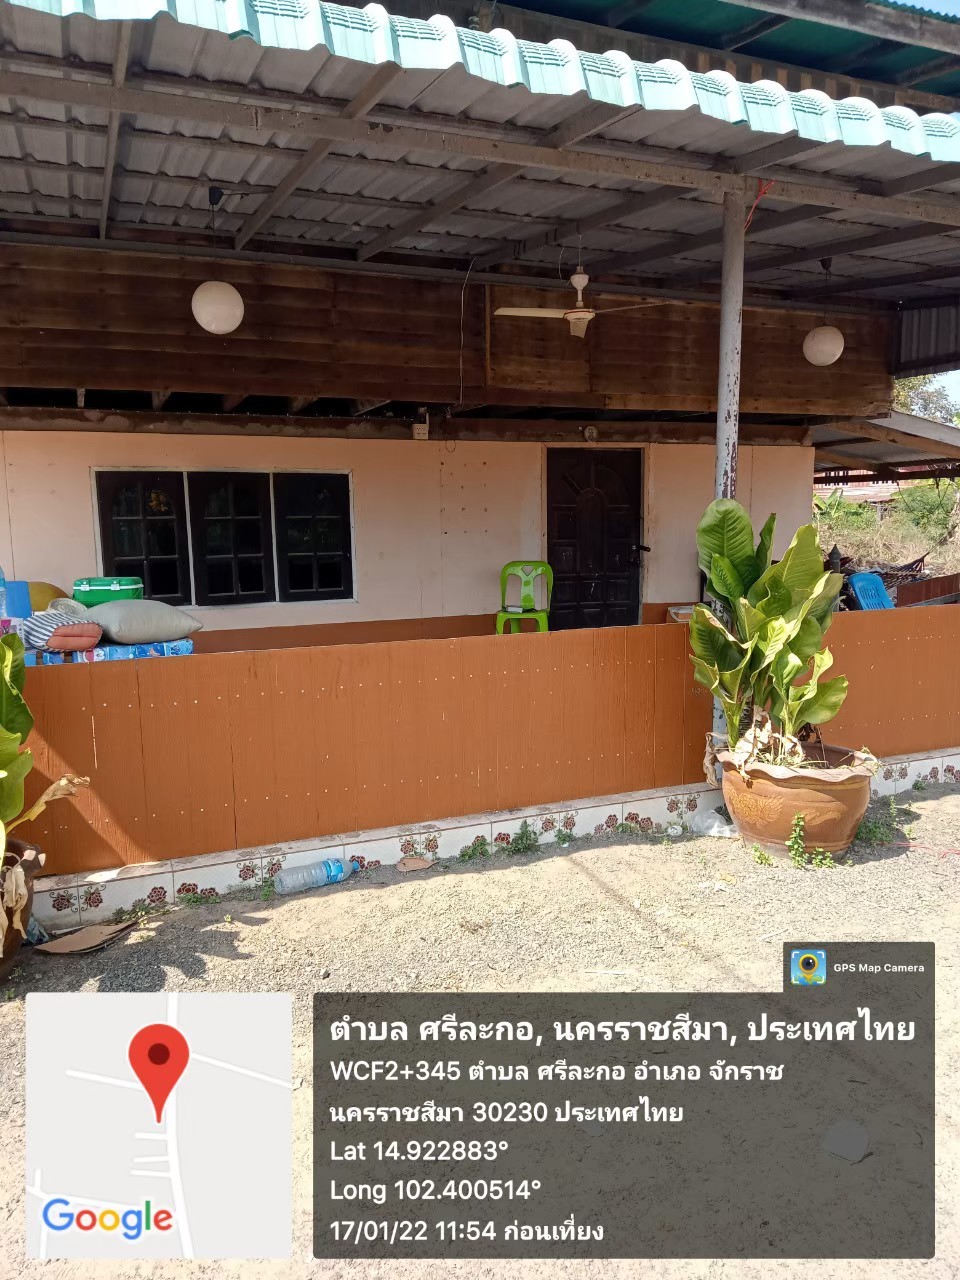 GPS Map Camera
ตำบล ศรีละกอ, นครราชสีมา, ประเทศไทย
WCF2+345 ตำบล ศรีละกอ อำเภอ จักราช
นครราชสีมา 30230 ประเทศไทย
Lat 14.922883°
Long 102.400514°
17/01/22 11:54 ก่อนเที่ยง
Google